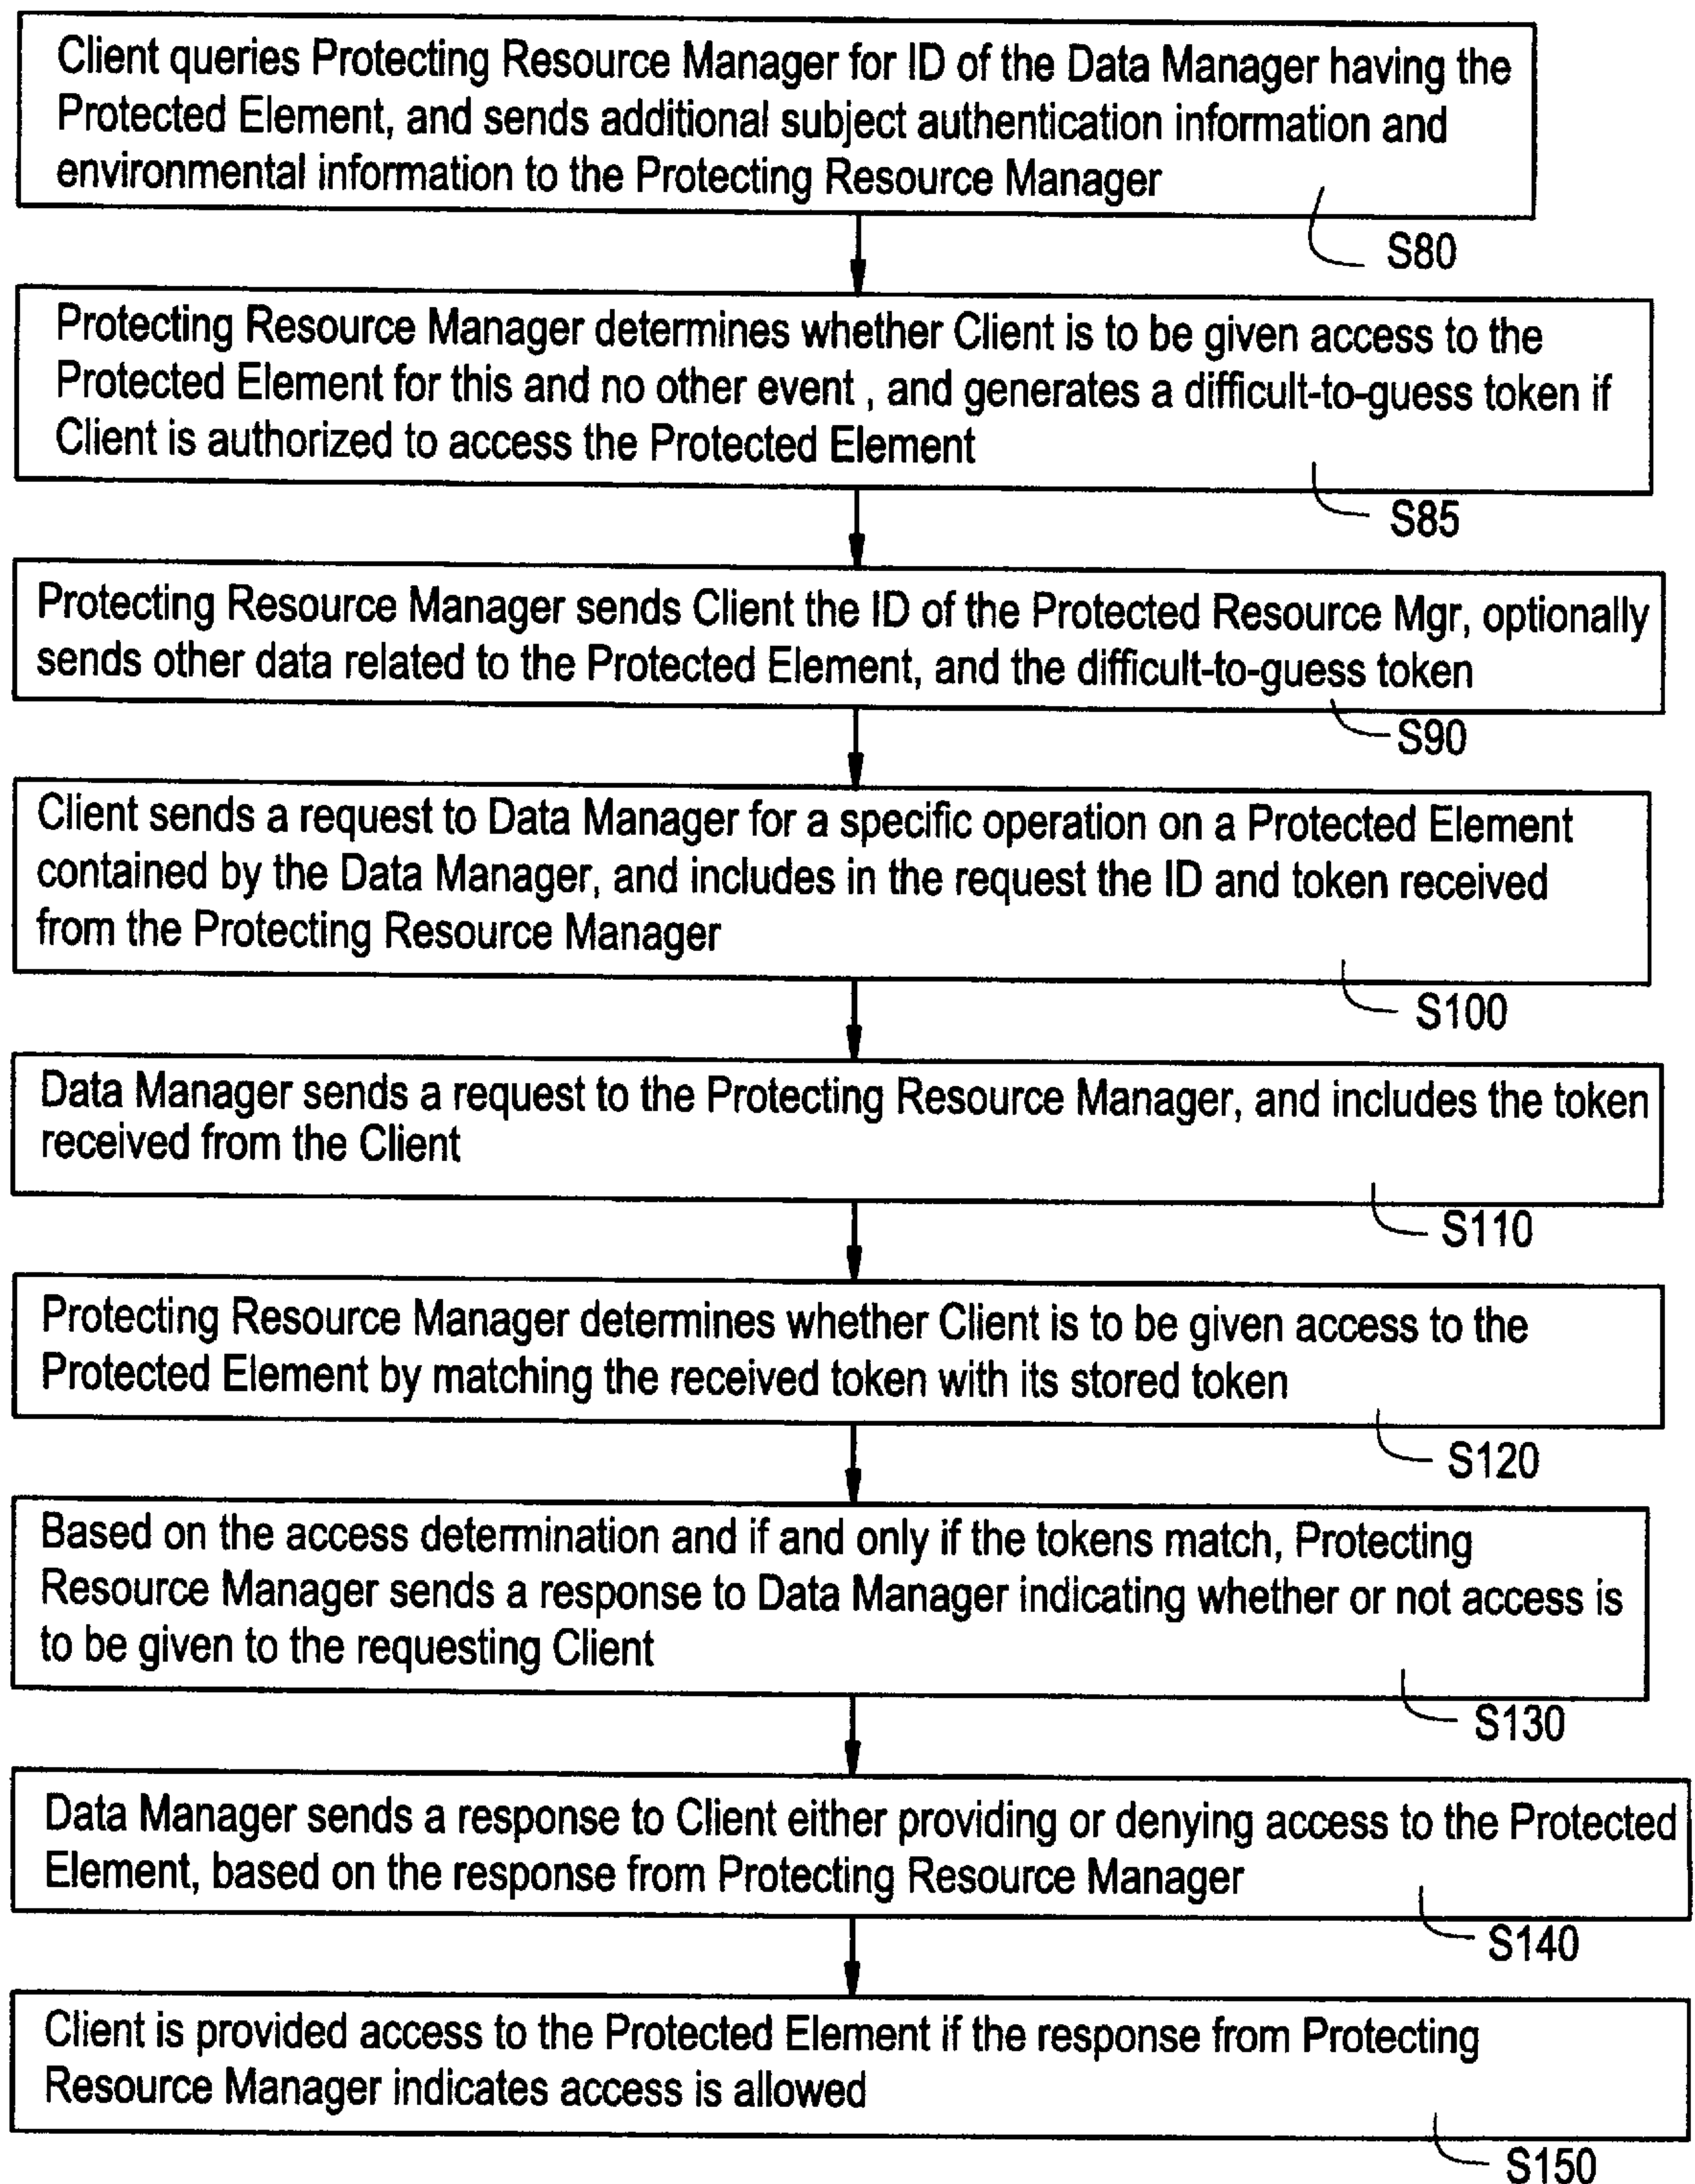 Client queries Protecting Resource Manager for ID of the Data Manager having the
Protected Element, and sends additional subject authentication information and
environmental information to the Protecting Resource Manager
S80
Protecting Resource Manager determines whether Client is to be given access to the
Protected Element for this and no other event , and generates a difficult-to-guess token if
Client is authorized to access the Protected Element
S85
Protecting Resource Manager sends Client the ID of the Protected Resource Mgr, optionally
sends other data related to the Protected Element, and the difficult-to-guess token
S90
Client sends a request to Data Manager for a specific operation on a Protected Element
contained by the Data Manager, and includes in the request the ID and token received
from the Protecting Resource Manager
S100
Data Manager sends a request to the Protecting Resource Manager, and includes the token
received from the Client
S110
Protecting Resource Manager determines whether Client is to be given access to the
Protected Element by matching the received token with its stored token
S120
Based on the access determination and if and only if the tokens match, Protecting
Resource Manager sends a response to Data Manager indicating whether or not access is
to be given to the requesting Client
S130
Data Manager sends a response to Client either providing or denying access to the Protected
Element, based on the response from Protecting Resource Manager
S140
Client is provided access to the Protected Element if the response from Protecting
Resource Manager indicates access is allowed
S150